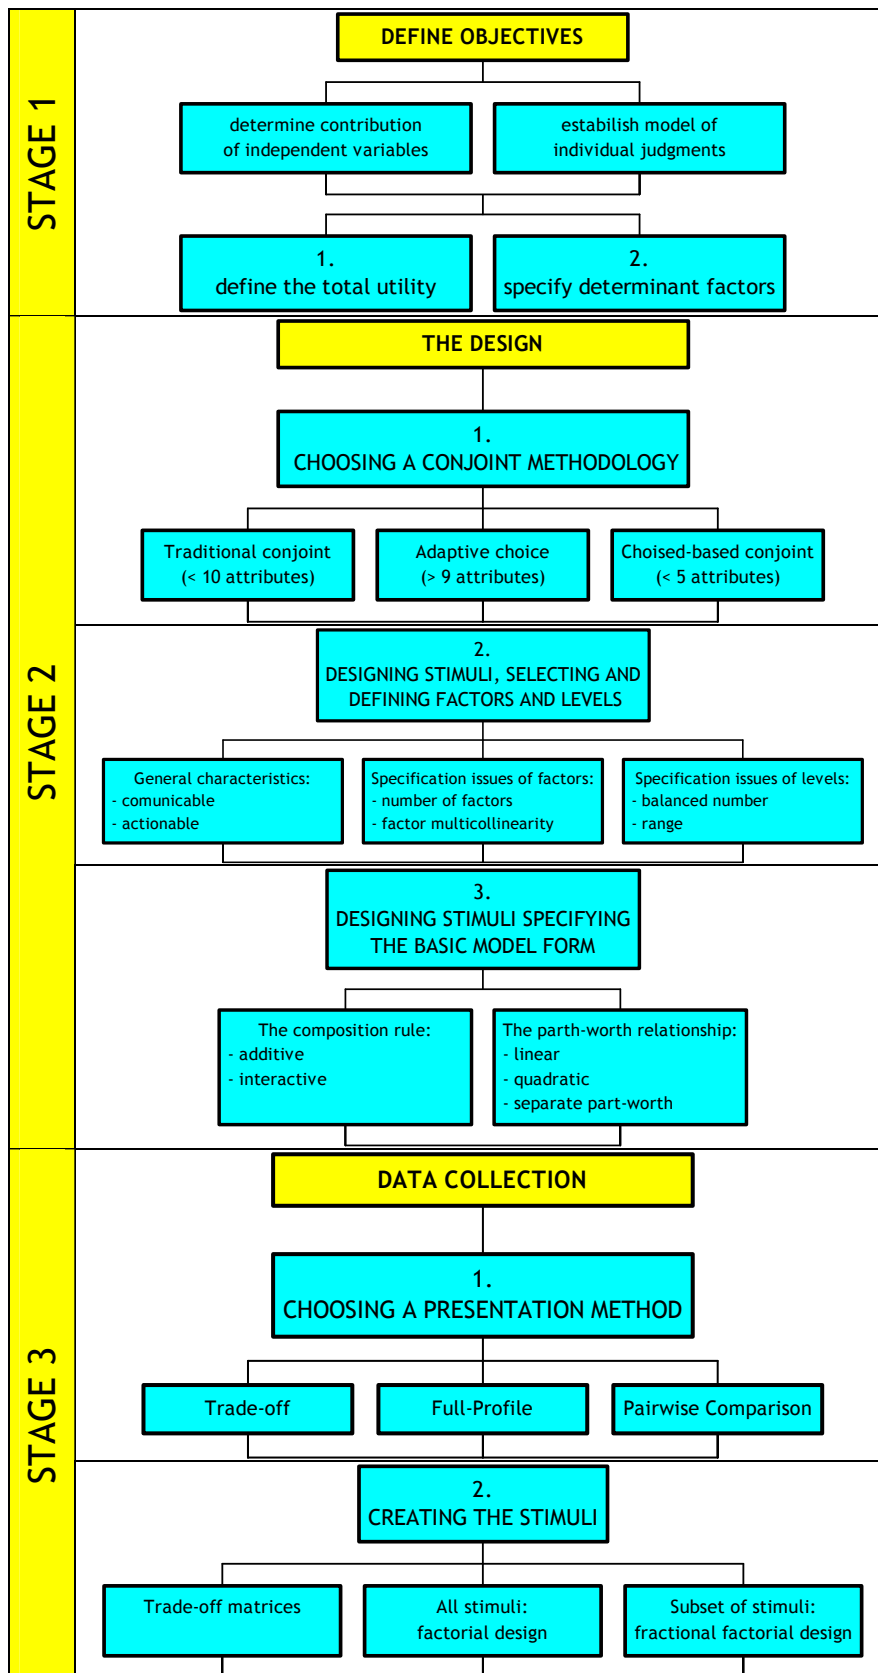 STAGE 1
DEFINE OBJECTIVES
determine contribution
of independent variables
estabilish model of
individual judgments
1.
define the total utility
2.
specify determinant factors
STAGE 2
THE DESIGN
1.
CHOOSING A CONJOINT METHODOLOGY
Traditional conjoint
(< 10 attributes)
Adaptive choice
(> 9 attributes)
Choised-based conjoint
(< 5 attributes)
2.
DESIGNING STIMULI, SELECTING AND
DEFINING FACTORS AND LEVELS
General characteristics:
- comunicable
- actionable
Specification issues of factors:
- number of factors
- factor multicollinearity
Specification issues of levels:
- balanced number
- range
3.
DESIGNING STIMULI SPECIFYING
THE BASIC MODEL FORM
The composition rule:
- additive
- interactive
The parth-worth relationship:
- linear
- quadratic
- separate part-worth
STAGE 3
DATA COLLECTION
1.
CHOOSING A PRESENTATION METHOD
Trade-off
Full-Profile
Pairwise Comparison
2.
CREATING THE STIMULI
Trade-off matrices
All stimuli:
factorial design
Subset of stimuli:
fractional factorial design